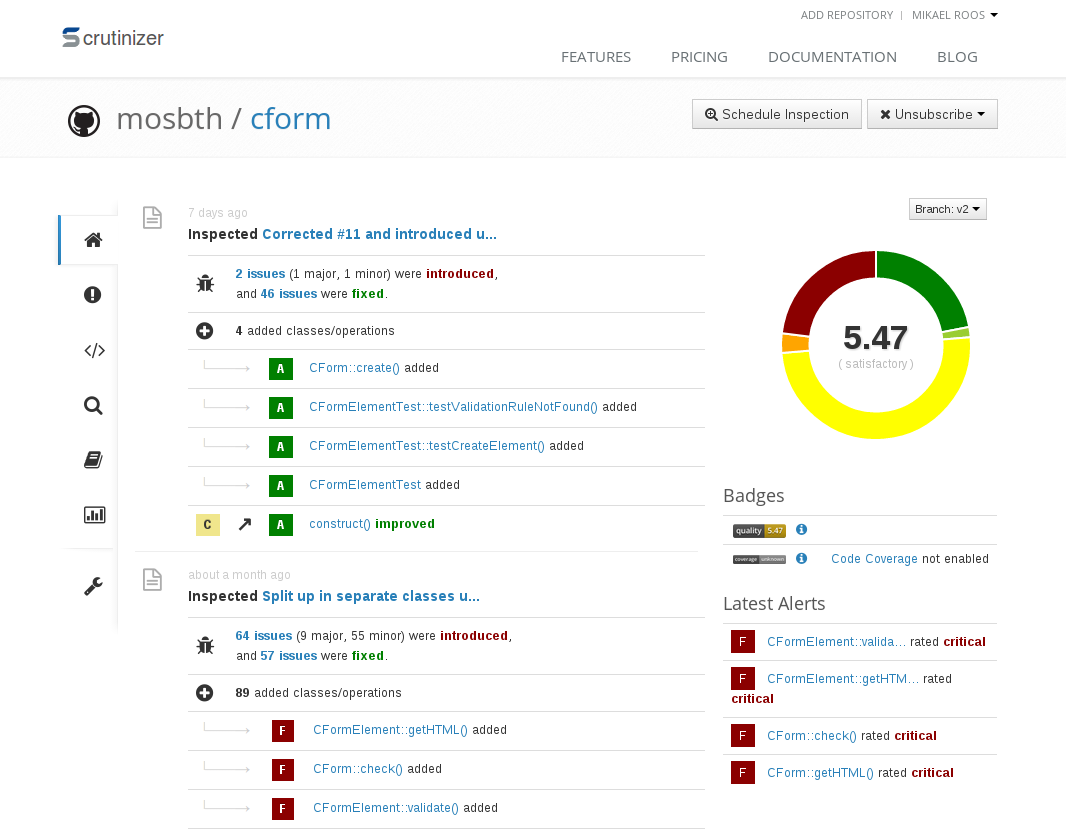 ADD REPOSITORY | MIKAEL ROOS
Scrutinizer
FEATURES PRICING DOCUMENTATION BLOG
mosbth / cform
Schedule Inspection
Unsubscribe
7 days ago
Inspected Corrected #11 and introduced u...
2 issues (1 major, 1 minor) were introduced,
and 46 issues were fixed.
4 added classes/operations
A CForm::create() added
A CFormElementTest::testValidationRuleNotFound() added
A CFormElementTest::testCreateElement() added
A CFormElementTest added
C A construct() improved
about a month ago
Inspected Split up in separate classes u...
64 issues (9 major, 55 minor) were introduced,
and 57 issues were fixed.
89 added classes/operations
F CFormElement::getHTML() added
F CForm::check() added
F CFormElement::validate() added
Branch: v2
5.47
( satisfactory )
Badges
quality 5.47
coverage unknown Code Coverage not enabled
Latest Alerts
F CFormElement::valida... rated critical
F CFormElement::getHTM... rated
critical
F CForm::check() rated critical
F CForm::getHTML() rated critical